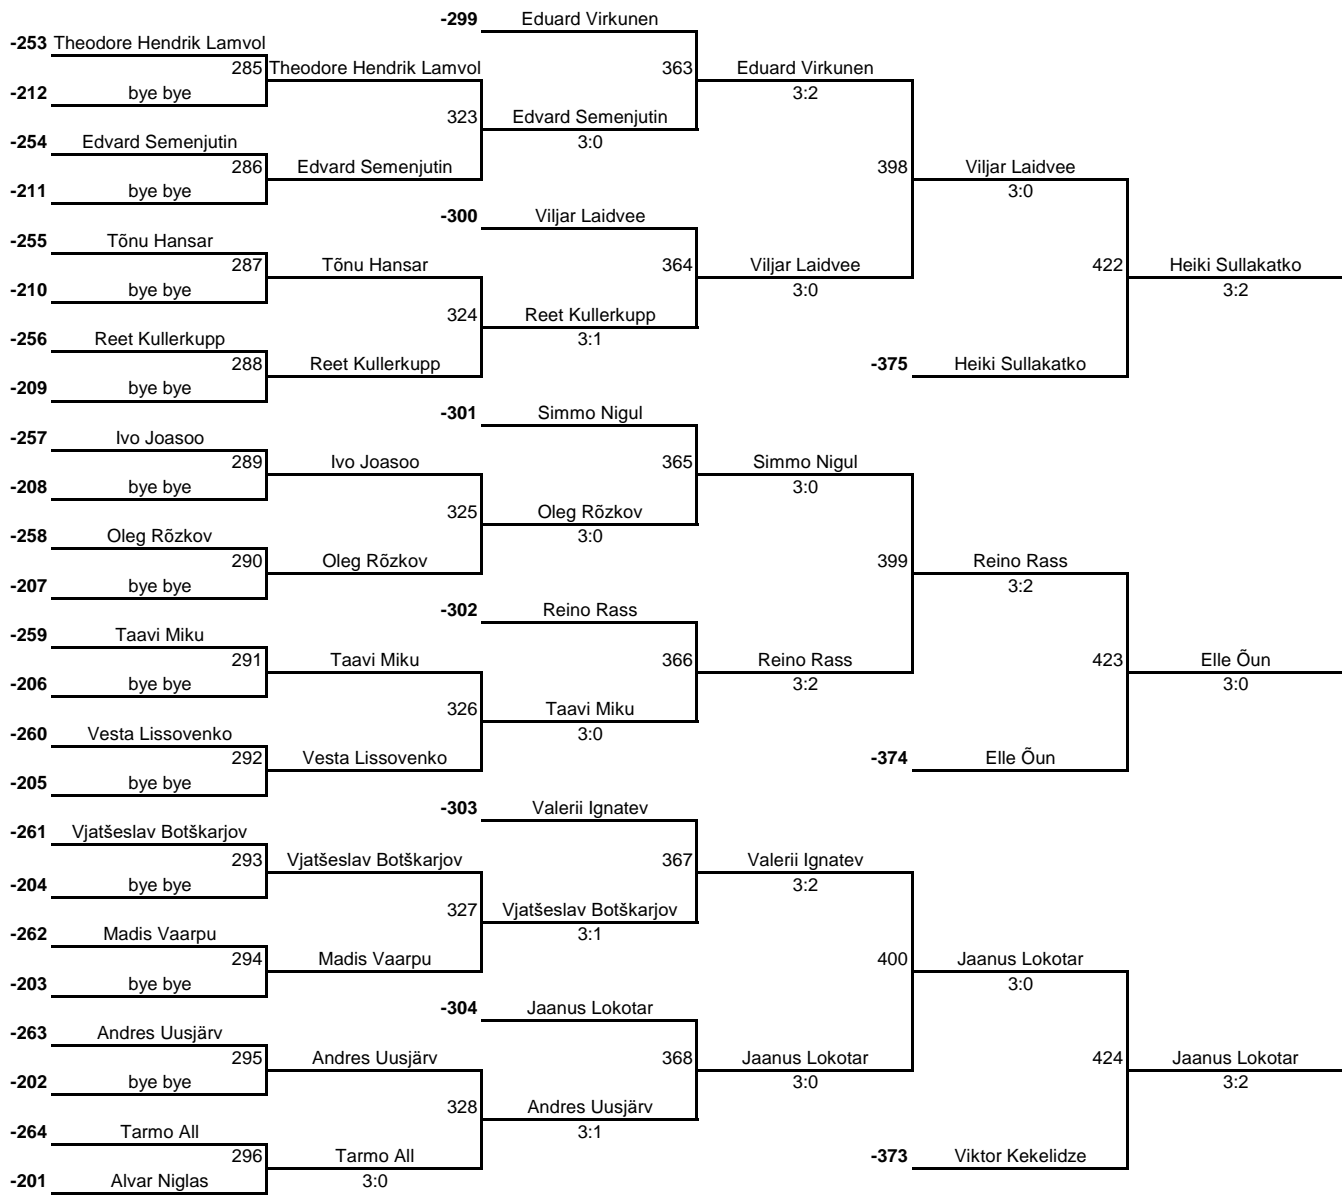 -299 Eduard Virkunen
-253 Theodore Hendrik Lamvol
285 Theodore Hendrik Lamvol 363 Eduard Virkunen
-212 bye bye 3:2
323 Edvard Semenjutin
-254 Edvard Semenjutin 3:0
286 Edvard Semenjutin 398 Viljar Laidvee
-211 bye bye 3:0
-300 Viljar Laidvee
-255 Tõnu Hansar
287 Tõnu Hansar 364 Viljar Laidvee 422 Heiki Sullakatko
-210 bye bye 3:0 3:2
324 Reet Kullerkupp
-256 Reet Kullerkupp 3:1
288 Reet Kullerkupp -375 Heiki Sullakatko
-209 bye bye
-301 Simmo Nigul
-257 Ivo Joasoo
289 Ivo Joasoo 365 Simmo Nigul
-208 bye bye 3:0
325 Oleg Rõzkov
-258 Oleg Rõzkov 3:0
290 Oleg Rõzkov 399 Reino Rass
-207 bye bye 3:2
-302 Reino Rass
-259 Taavi Miku
291 Taavi Miku 366 Reino Rass 423 Elle Õun
-206 bye bye 3:2 3:0
326 Taavi Miku
-260 Vesta Lissovenko 3:0
292 Vesta Lissovenko -374 Elle Õun
-205 bye bye
-303 Valerii Ignatev
-261 Vjatšeslav Botškarjov
293 Vjatšeslav Botškarjov 367 Valerii Ignatev
-204 bye bye 3:2
327 Vjatšeslav Botškarjov
-262 Madis Vaarpu 3:1
294 Madis Vaarpu 400 Jaanus Lokotar
-203 bye bye 3:0
-304 Jaanus Lokotar
-263 Andres Uusjärv
295 Andres Uusjärv 368 Jaanus Lokotar 424 Jaanus Lokotar
-202 bye bye 3:0 3:2
328 Andres Uusjärv
-264 Tarmo All 3:1
296 Tarmo All -373 Viktor Kekelidze
-201 Alvar Niglas 3:0